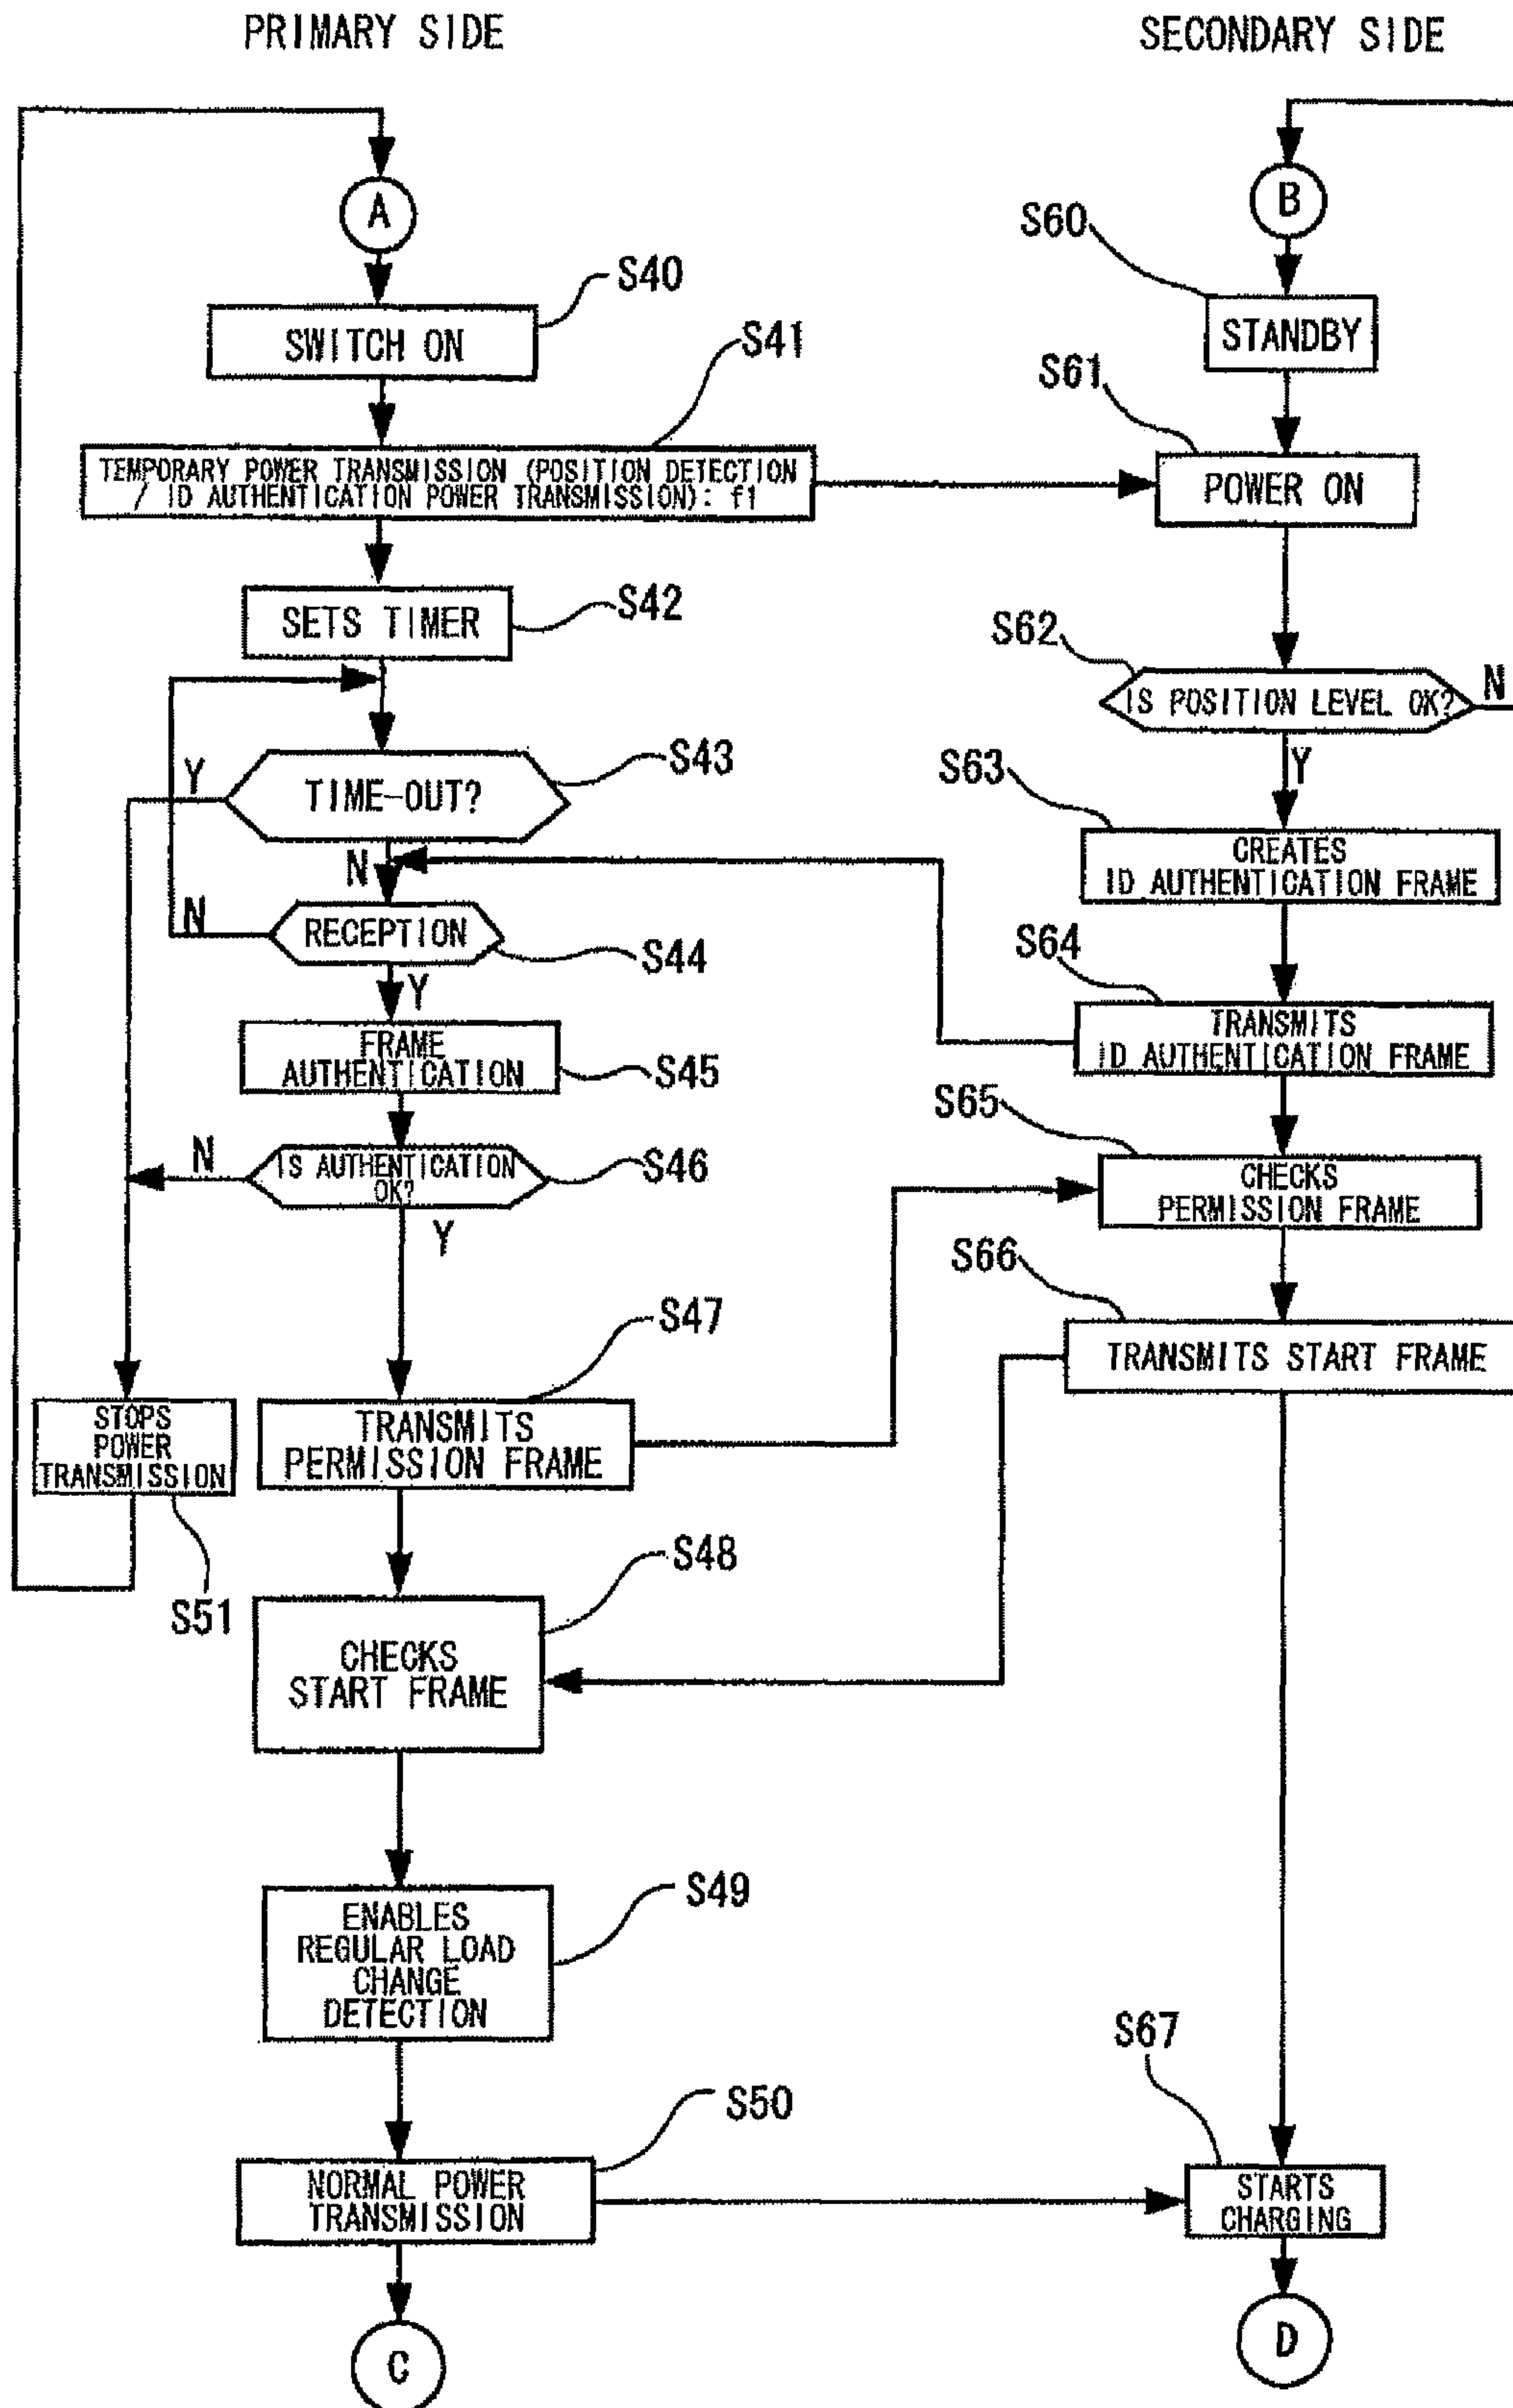 PRIMARY SIDE
SECONDARY SIDE
A
B
S40
S60
SWITCH ON
STANDBY
S41
S61
TEMPORARY POWER TRANSMISSION (POSITION DETECTION
/ ID AUTHENTICATION POWER TRANSMISSION): f1
POWER ON
S42
SETS TIMER
S62
IS POSITION LEVEL OK?
N
Y
S43
TIME-OUT?
Y
N
S63
CREATES
ID AUTHENTICATION FRAME
RECEPTION
N
S44
Y
S64
TRANSMITS
ID AUTHENTICATION FRAME
FRAME
AUTHENTICATION
S45
S65
CHECKS
PERMISSION FRAME
IS AUTHENTICATION
OK?
N
S46
Y
S66
TRANSMITS START FRAME
S47
TRANSMITS
PERMISSION FRAME
STOPS
POWER
TRANSMISSION
S51
S48
CHECKS
START FRAME
S49
ENABLES
REGULAR LOAD
CHANGE
DETECTION
S50
S67
NORMAL POWER
TRANSMISSION
STARTS
CHARGING
C
D